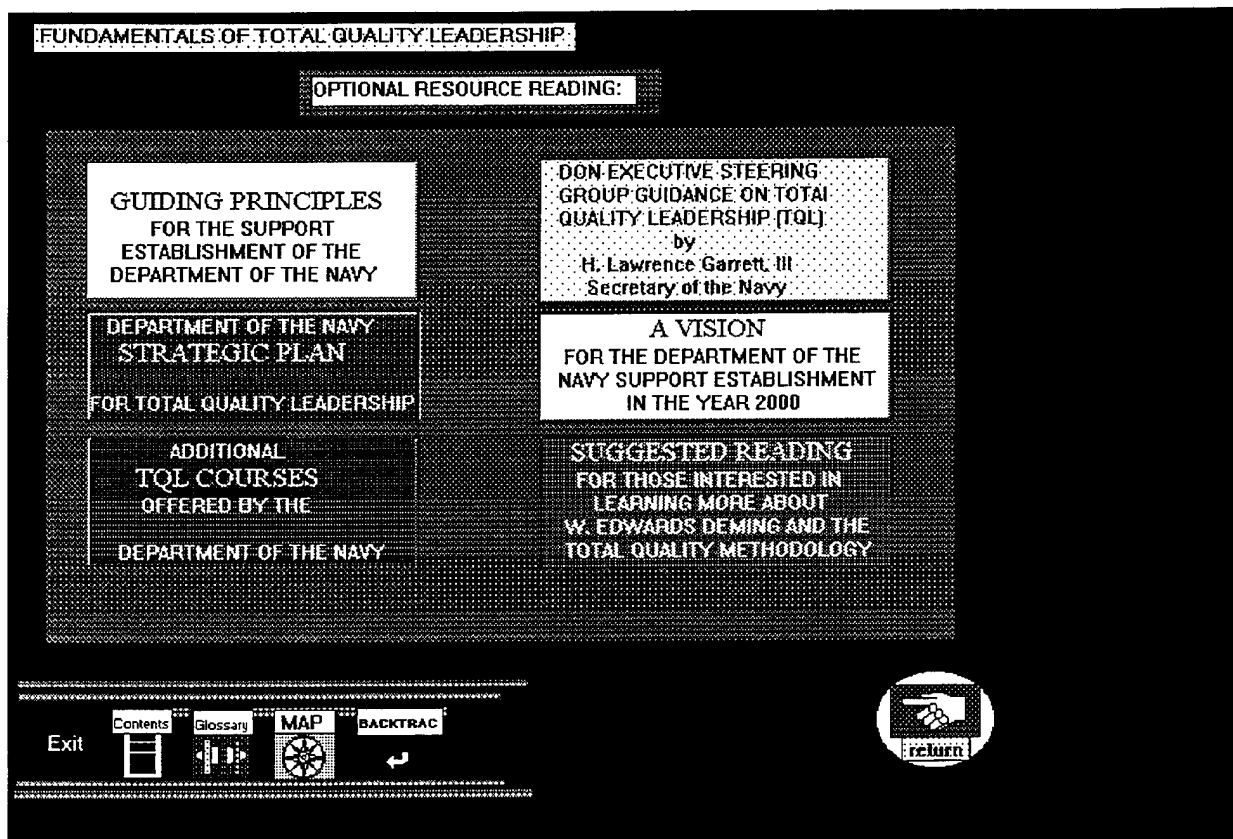 FUNDAMENTALS OF TOTAL QUALITY LEADERSHIP
OPTIONAL RESOURCE READING:
GUIDING PRINCIPLES
FOR THE SUPPORT
ESTABLISHMENT OF THE
DEPARTMENT OF THE NAVY
DON EXECUTIVE STEERING
GROUP GUIDANCE ON TOTAl
QUALITY LEADERSHIP (TQL)
by
H. Lawrence Garrett, III
Secretary of the Navy
DEPARTMENT OF THE NAVY
STRATEGIC PLAN
FOR TOTAL QUALITY LEADERSHIP
A VISION
FOR THE DEPARTMENT OF THE
NAVY SUPPORT ESTABLISHMENT
IN THE YEAR 2000
ADDITIONAL
TQL COURSES
OFFERED BY THE
DEPARTMENT OF THE NAVY
SUGGESTED READING
FOR THOSE INTERESTED IN
LEARNING MORE ABOUT
W. EDWARDS DEMING AND THE
TOTAL QUALITY METHODOLOGY
Exit
Contents
Glossary
MAP
BACKTRAC
return